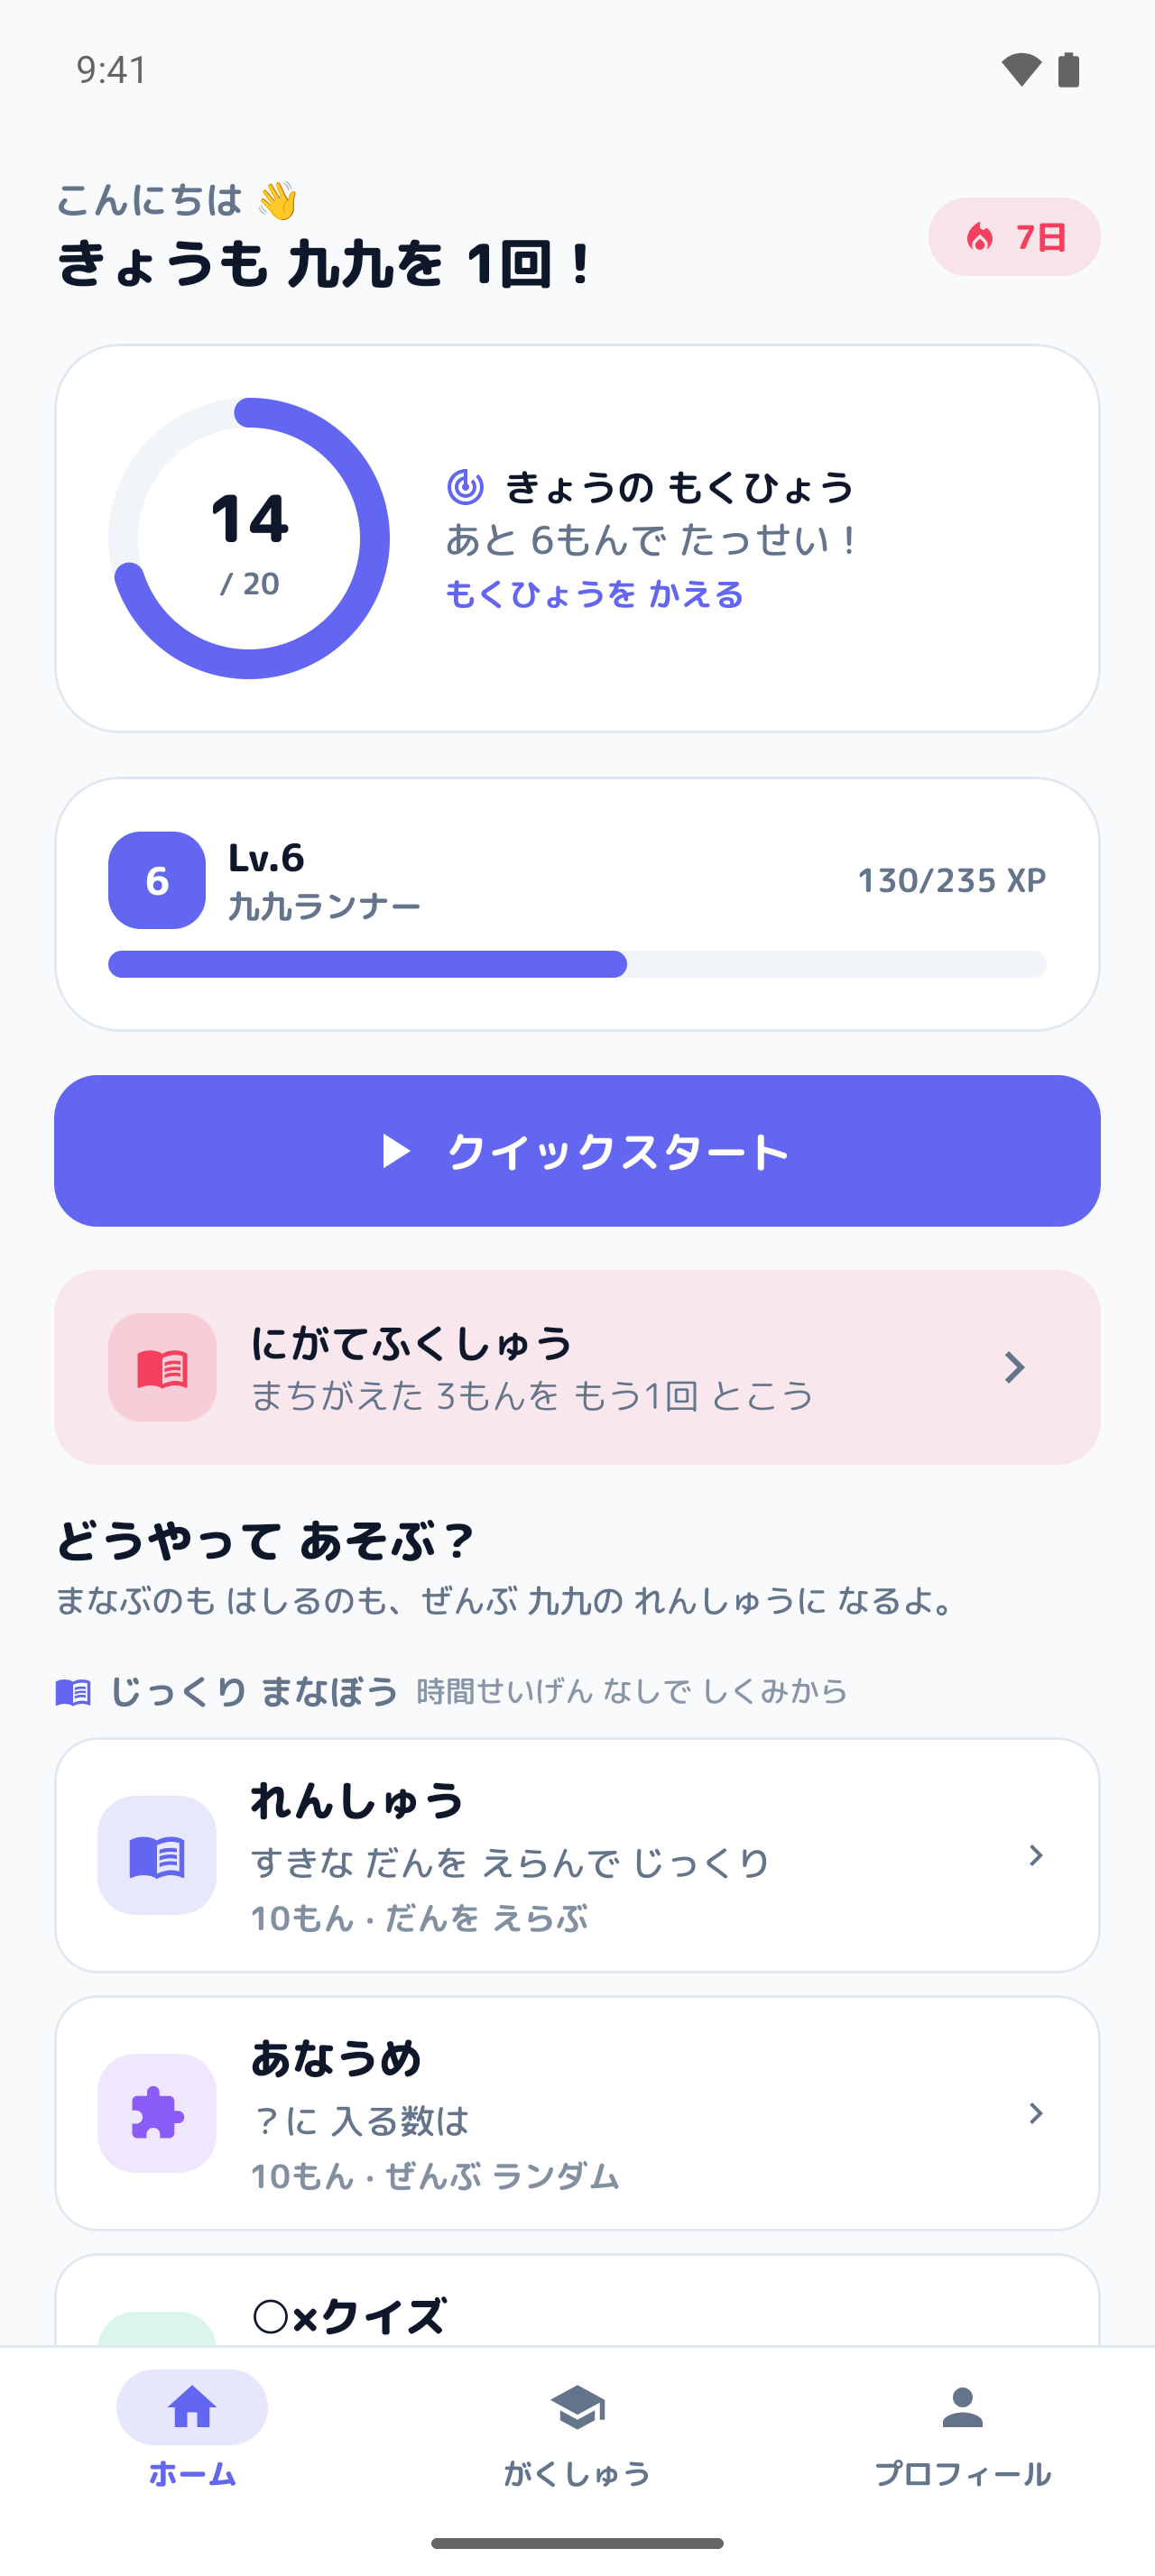 9:41
こんにちは 👋
きょうも 九九を 1回！
7日
14
/ 20
きょうの もくひょう
あと 6もんで たっせい！
もくひょうを かえる
6
Lv.6
九九ランナー
130/235 XP
クイックスタート
にがてふくしゅう
まちがえた 3もんを もう1回 とこう
どうやって あそぶ？
まなぶのも はしるのも、ぜんぶ 九九の れんしゅうに なるよ。
じっくり まなぼう 時間せいげん なしで しくみから
れんしゅう
すきな だんを えらんで じっくり
10もん · だんを えらぶ
あなうめ
？に 入る数は
10もん · ぜんぶ ランダム
○×クイズ
ホーム
がくしゅう
プロフィール